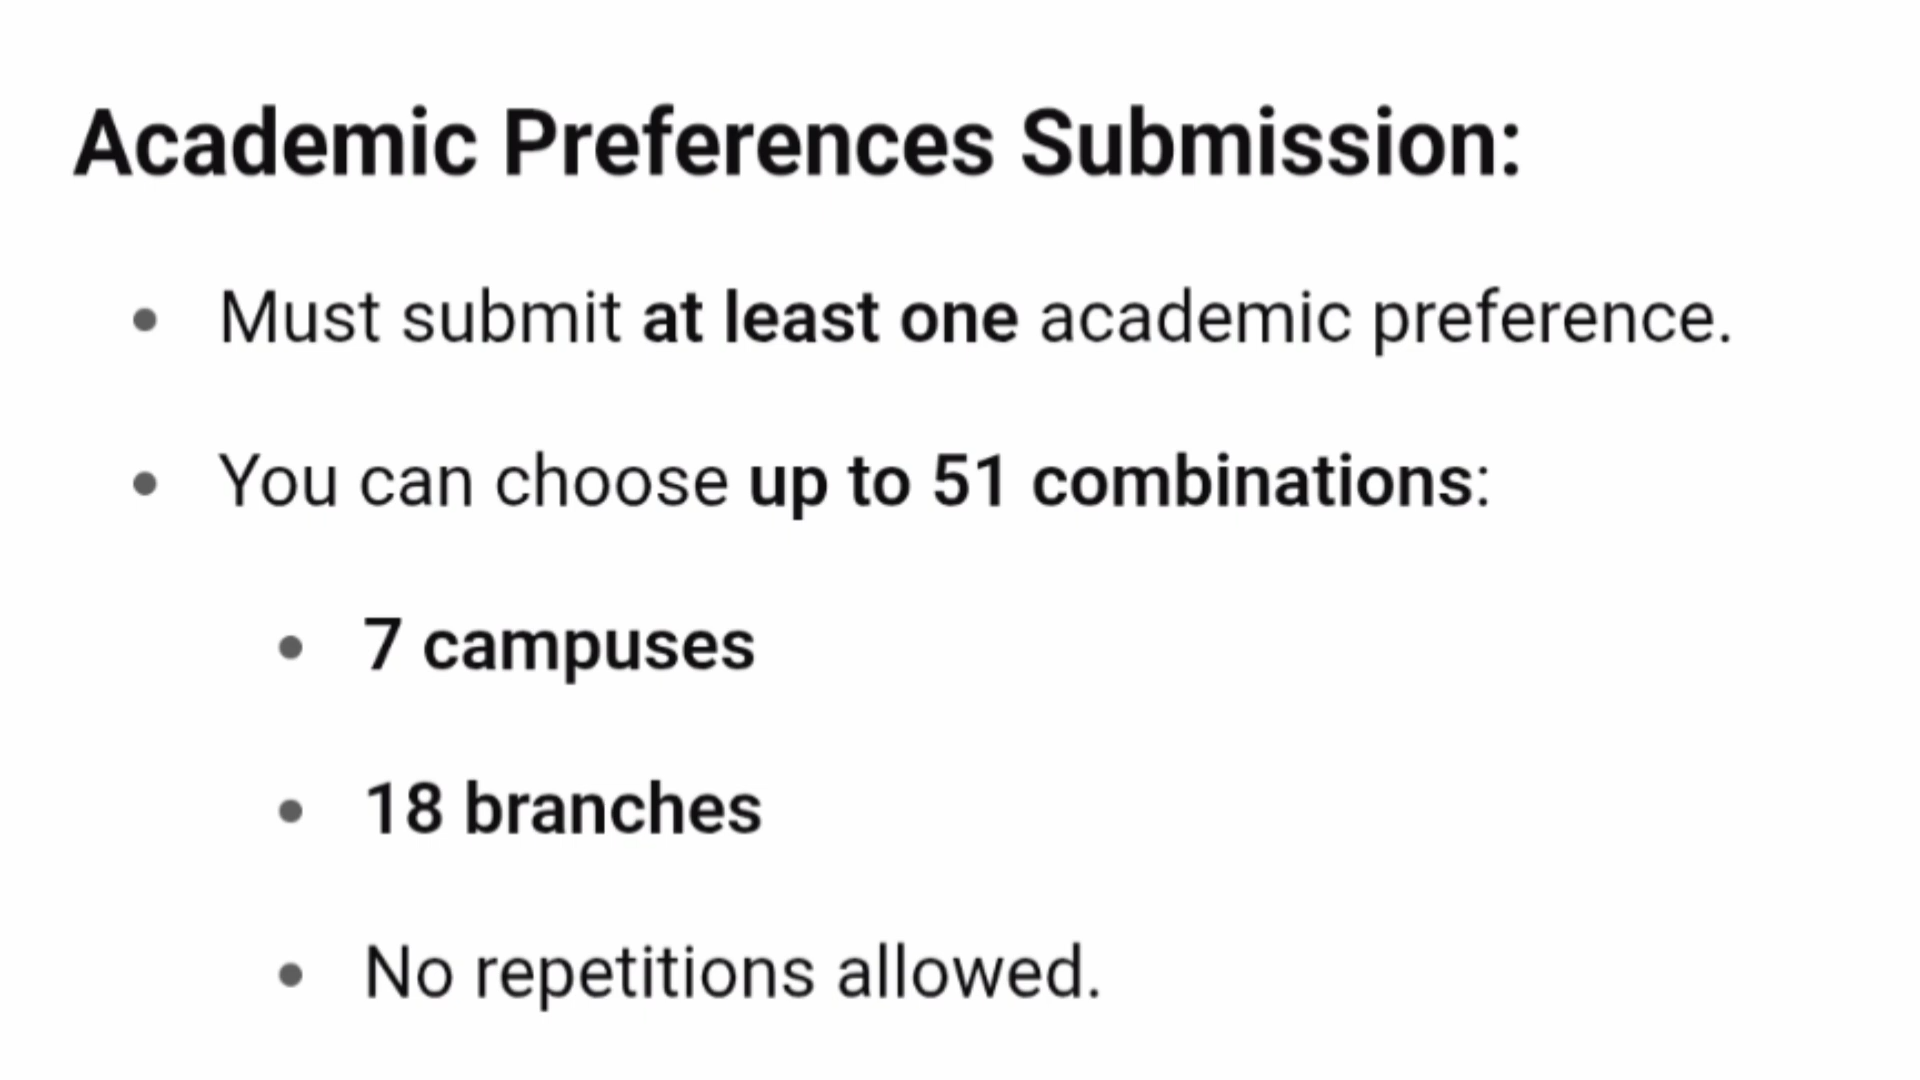 Academic Preferences Submission:
• Must submit at least one academic preference.
• You can choose up to 51 combinations:
• 7 campuses
• 18 branches
• No repetitions allowed.